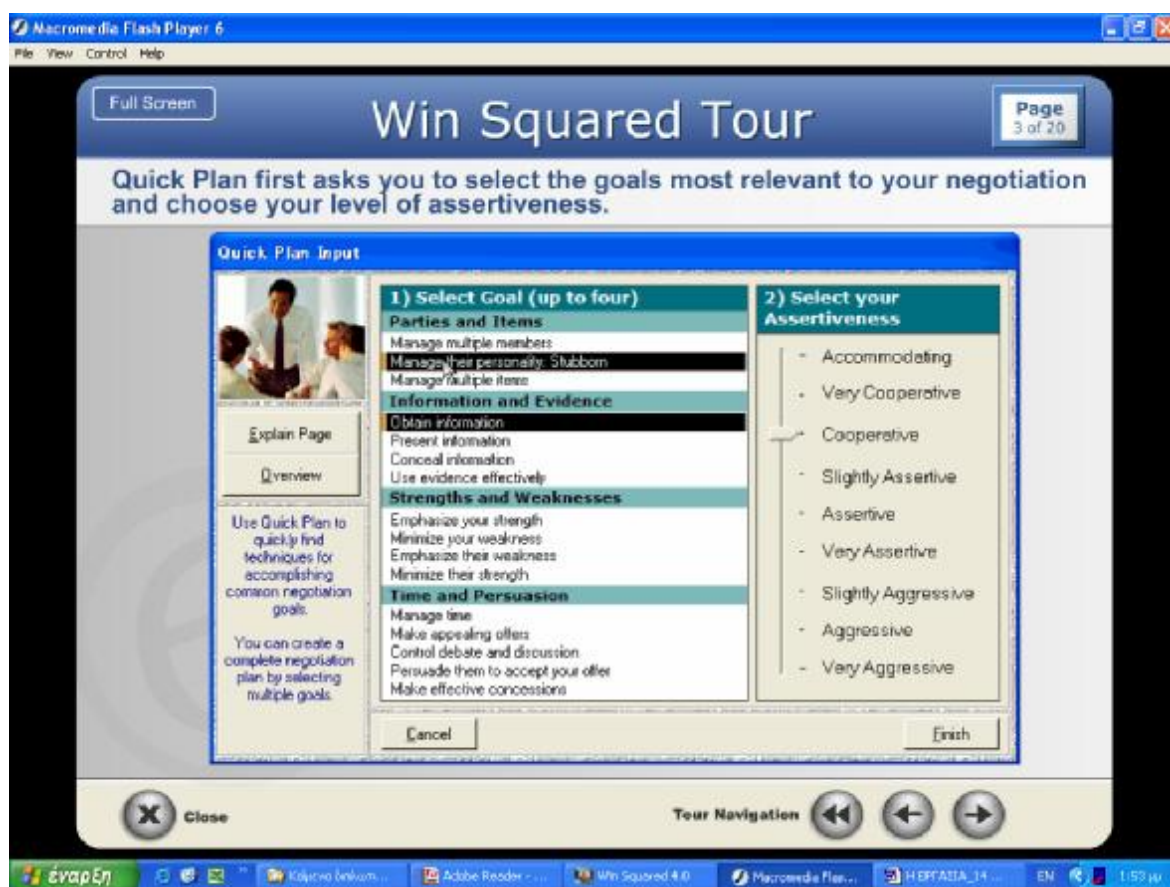 Macromedia Flash Player 6
File View Control Help
Full Screen
Win Squared Tour
Page
3 of 20
Quick Plan first asks you to select the goals most relevant to your negotiation
and choose your level of assertiveness.
Quick Plan Input
Explain Page
Overview
Use Quick Plan to
quickly find
techniques for
accomplishing
common negotiation
goals.
You can create a
complete negotiation
plan by selecting
multiple goals.
1) Select Goal (up to four)
Parties and Items
Manage multiple members
Manage their personality: Stubborn
Manage multiple items
Information and Evidence
Obtain information
Present information
Conceal information
Use evidence effectively
Strengths and Weaknesses
Emphasize your strength
Minimize your weakness
Emphasize their weakness
Minimize their strength
Time and Persuasion
Manage time
Make appealing offers
Control debate and discussion
Persuade them to accept your offer
Make effective concessions
2) Select your
Assertiveness
Accommodating
Very Cooperative
Cooperative
Slightly Assertive
Assertive
Very Assertive
Slightly Aggressive
Aggressive
Very Aggressive
Cancel
Finish
Close
Tour Navigation
έναρξη
Adobe Reader - ...
Win Squared 4.0
Macromedia Flas...
Η ΕΡΓΑΣΙΑ_14 ...
EN
1:53 μμ